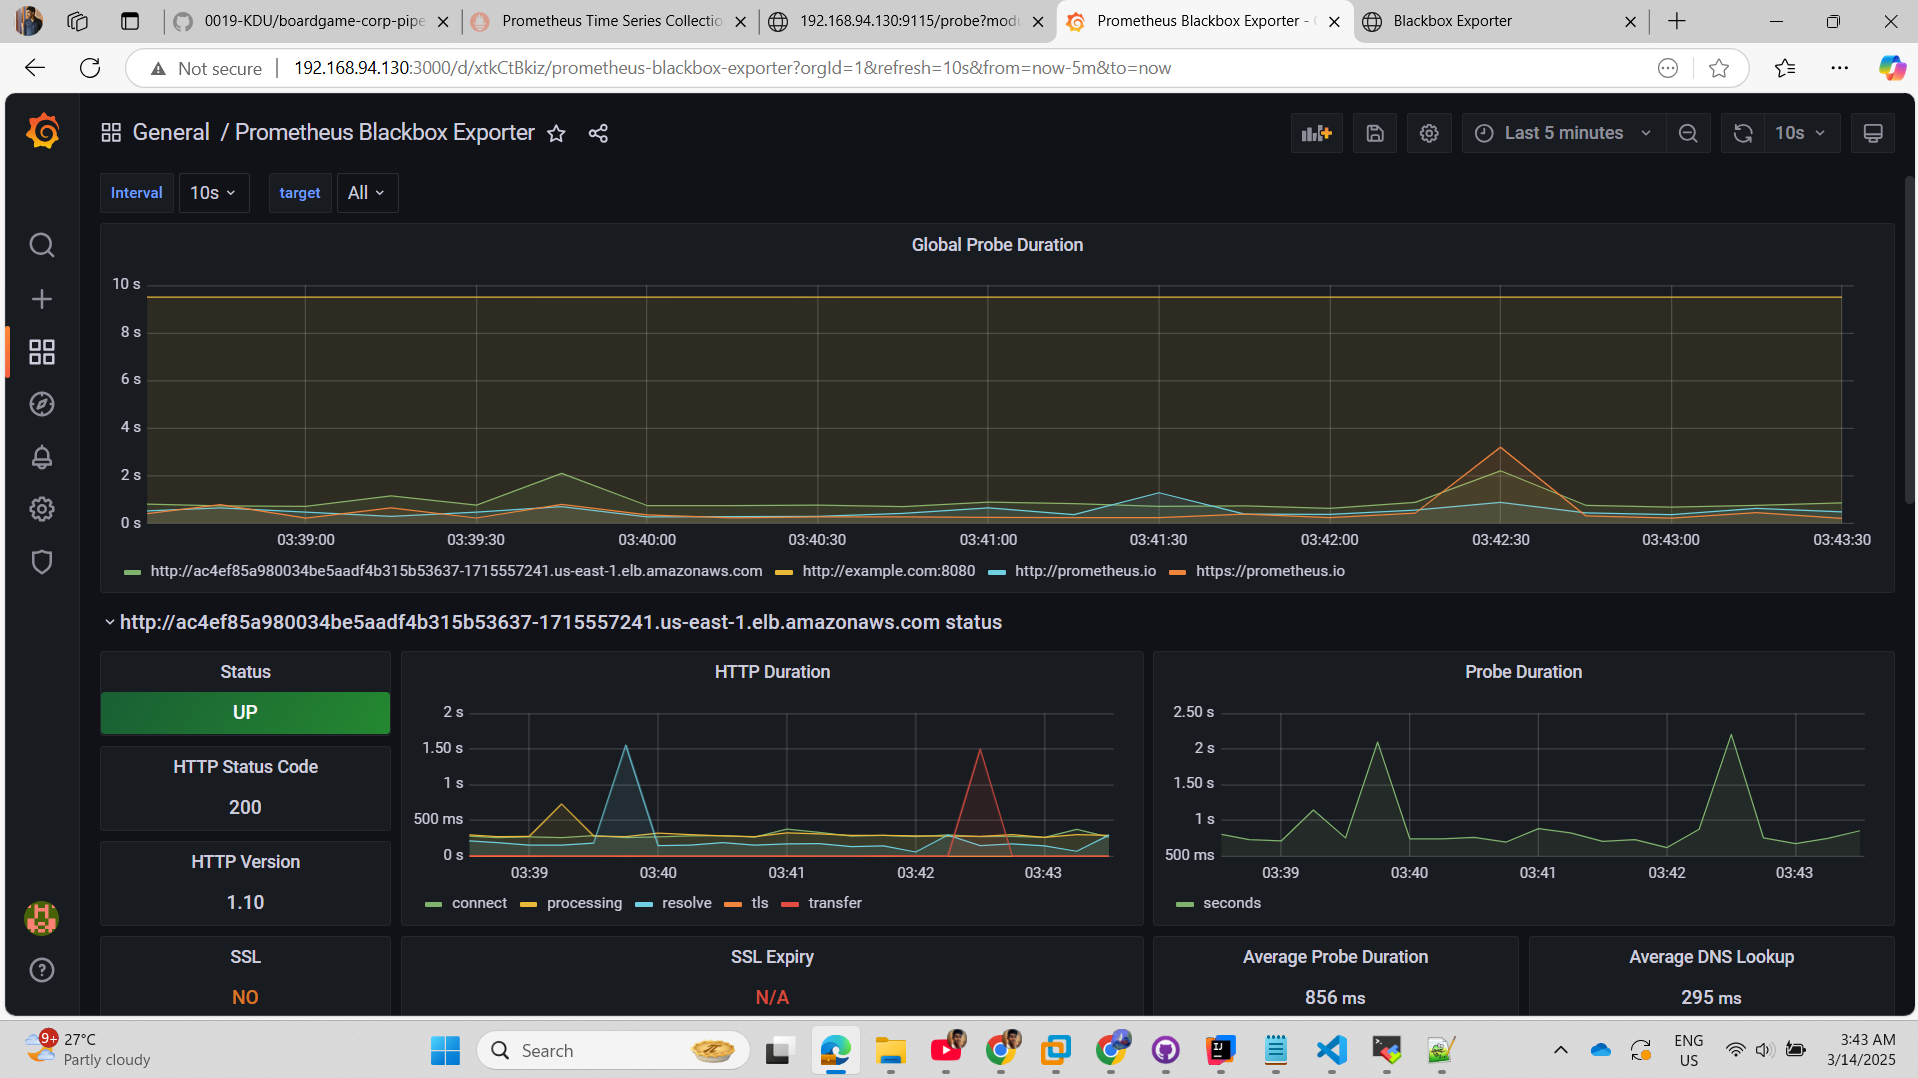 0019-KDU/boardgame-corp-pipe
Prometheus Time Series Collectio
192.168.94.130:9115/probe?modu
Prometheus Blackbox Exporter -
Blackbox Exporter
Not secure
192.168.94.130:3000/d/xtkCtBkiz/prometheus-blackbox-exporter?orgId=1&refresh=10s&from=now-5m&to=now
General / Prometheus Blackbox Exporter
Last 5 minutes
10s
Interval 10s target All
Global Probe Duration
10 s
8 s
6 s
4 s
2 s
0 s
03:39:00 03:39:30 03:40:00 03:40:30 03:41:00 03:41:30 03:42:00 03:42:30 03:43:00 03:43:30
http://ac4ef85a980034be5aadf4b315b53637-1715557241.us-east-1.elb.amazonaws.com http://example.com:8080 http://prometheus.io https://prometheus.io
http://ac4ef85a980034be5aadf4b315b53637-1715557241.us-east-1.elb.amazonaws.com status
Status
UP
HTTP Status Code
200
HTTP Version
1.10
SSL
NO
HTTP Duration
2 s
1.50 s
1 s
500 ms
0 s
03:39 03:40 03:41 03:42 03:43
connect processing resolve tls transfer
SSL Expiry
N/A
Probe Duration
2.50 s
2 s
1.50 s
1 s
500 ms
03:39 03:40 03:41 03:42 03:43
seconds
Average Probe Duration
856 ms
Average DNS Lookup
295 ms
9+
27°C
Partly cloudy
Search
ENG
US
3:43 AM
3/14/2025